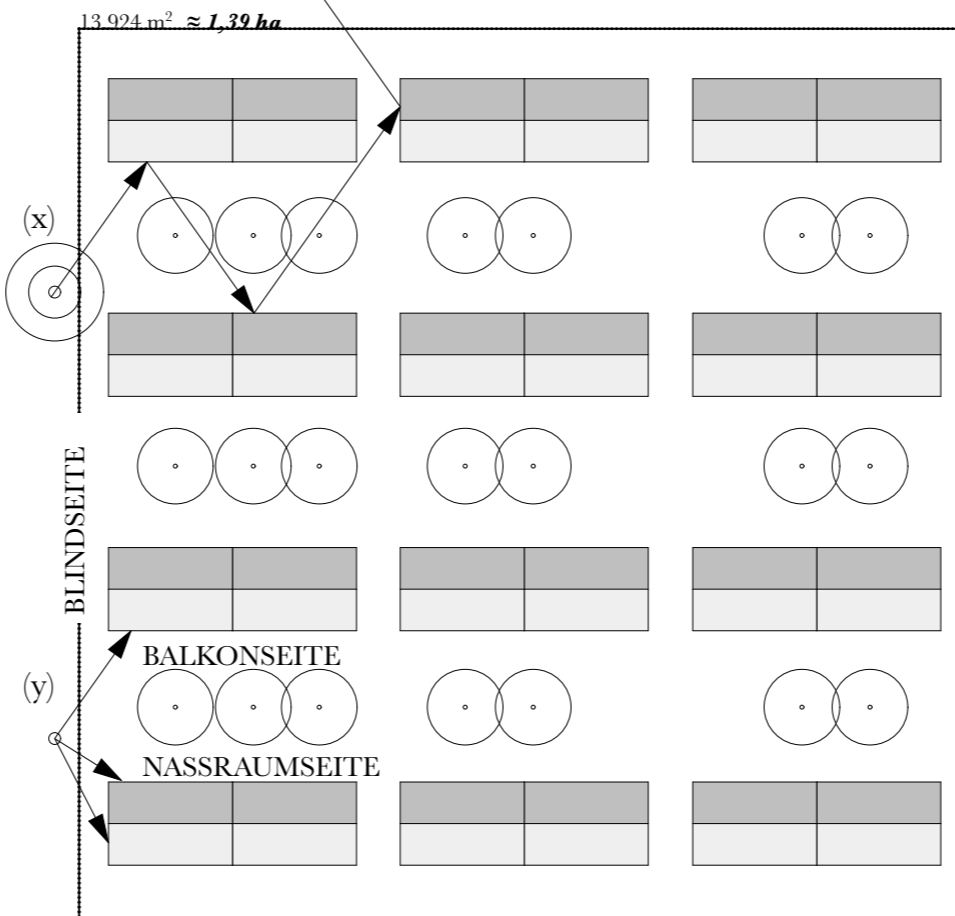 13.924 m² ≈ 1,39 ha
(x)
BLINDSEITE
BALKONSEITE
(y)
NASSRAUMSEITE